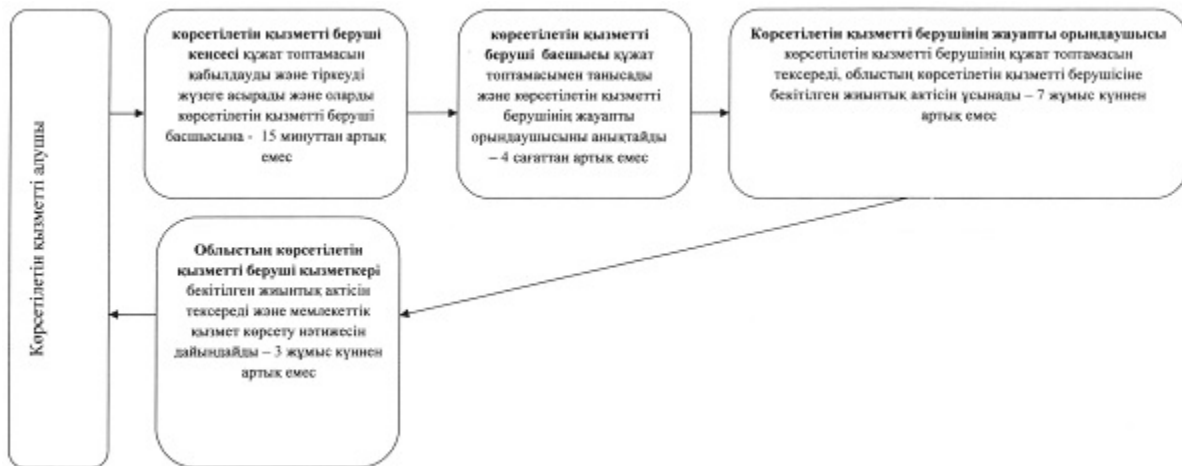 Көрсетілетін қызметті алушы
көрсетілетін қызметті беруші
кеңсесі құжат топтамасын
қабылдауды және тіркеуді
жүзеге асырады және оларды
көрсетілетін қызметті беруші
басшысына - 15 минуттан артық
емес
көрсетілетін қызметті
беруші басшысы құжат
топтамасымен танысады
және көрсетілетін қызметті
берушінің жауапты
орындаушысыны анықтайды
– 4 сағаттан артық емес
Көрсетілетін қызметті берушінің жауапты орындаушысы
көрсетілетін қызметті берушінің құжат топтамасын
тексереді, облыстың көрсетілетін қызметті берушісіне
бекітілген жиынтық актісін ұсынады – 7 жұмыс күннен
артық емес
Облыстың көрсетілетін
қызметті беруші қызметкері
бекітілген жиынтық актісін
тексереді және мемлекеттік
қызмет көрсету нәтижесін
дайындайды – 3 жұмыс күннен
артық емес